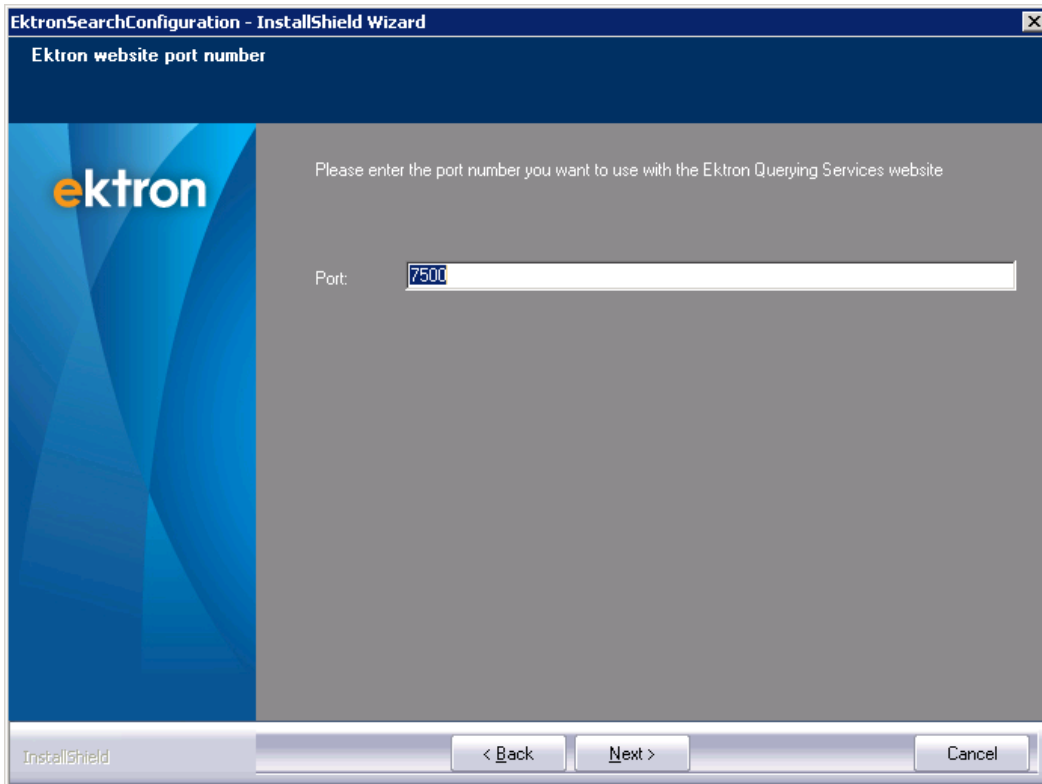 EktronSearchConfiguration - InstallShield Wizard
Ektron website port number
ektron
Please enter the port number you want to use with the Ektron Querying Services website
Port: 7500
InstallShield
< Back Next > Cancel